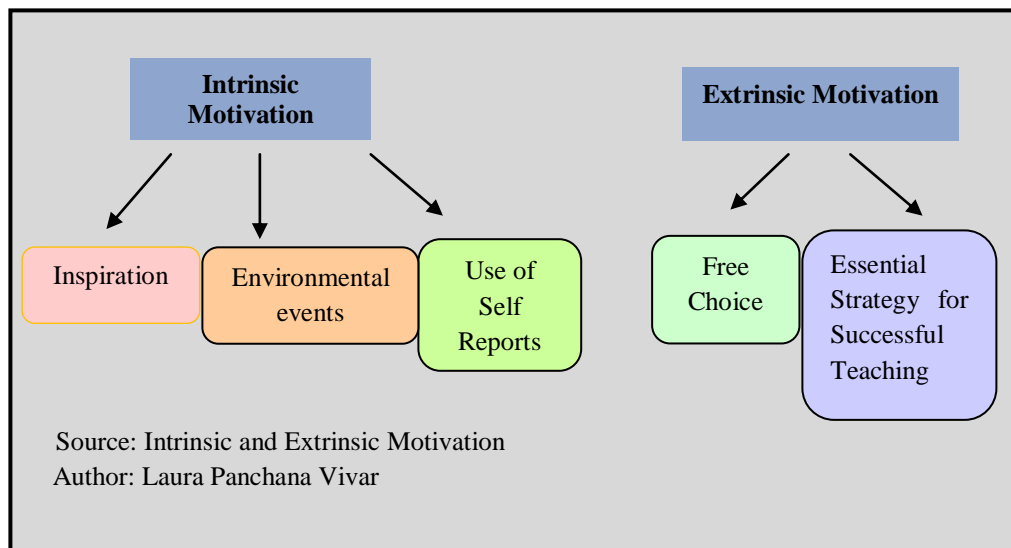 Intrinsic
Motivation
Extrinsic Motivation
Inspiration
Environmental
events
Use of
Self
Reports
Free
Choice
Essential
Strategy for
Successful
Teaching
Source: Intrinsic and Extrinsic Motivation
Author: Laura Panchana Vivar